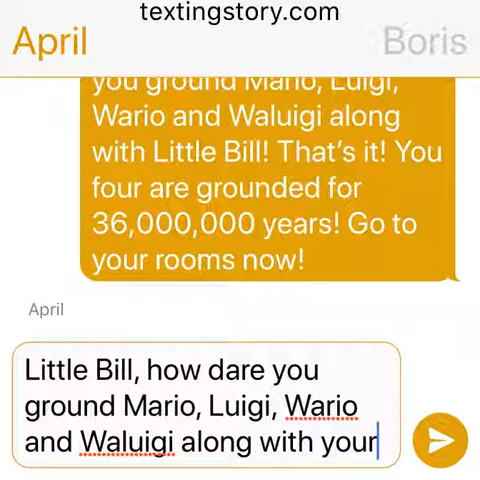 textingstory.com
April
Boris
you ground Mario, Luigi,
Wario and Waluigi along
with Little Bill! That’s it! You
four are grounded for
36,000,000 years! Go to
your rooms now!
April
Little Bill, how dare you
ground Mario, Luigi, Wario
and Waluigi along with your